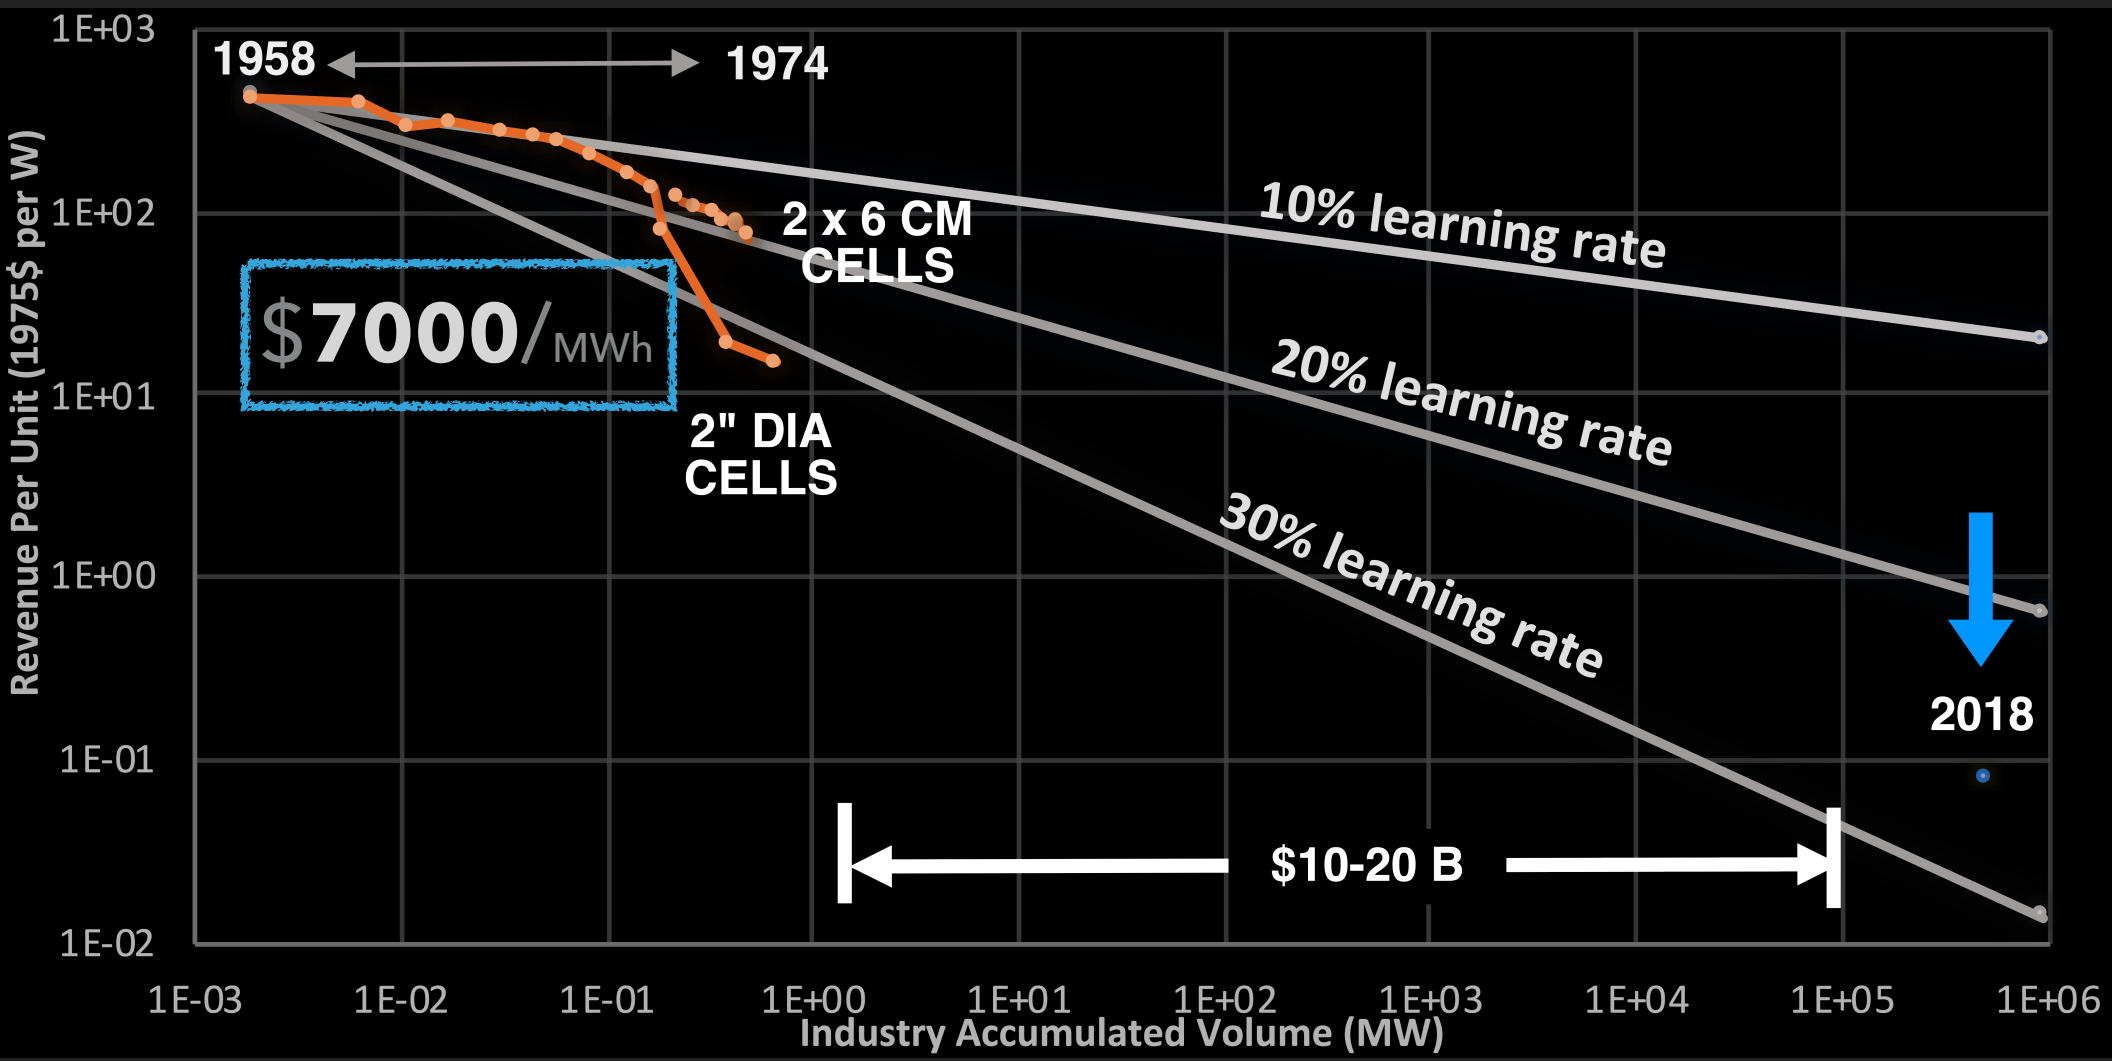 1E+03
1958
1974
Revenue Per Unit (1975$ per W)
1E+02
10% learning rate
2 x 6 CM
CELLS
$7000/MWh
20% learning rate
1E+01
2" DIA
CELLS
30% learning rate
1E+00
2018
1E-01
$10-20 B
1E-02
1E-03 1E-02 1E-01 1E+00 1E+01 1E+02 1E+03 1E+04 1E+05 1E+06
Industry Accumulated Volume (MW)